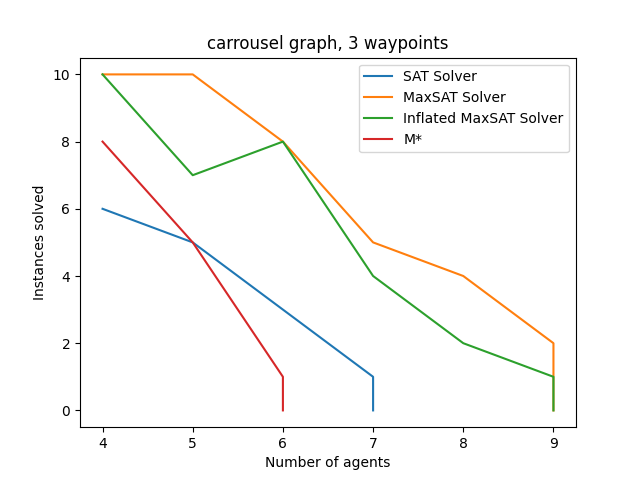 carrousel graph, 3 waypoints
SAT Solver
MaxSAT Solver
Inflated MaxSAT Solver
M*
Instances solved
10
8
6
4
2
0
4 5 6 7 8 9
Number of agents